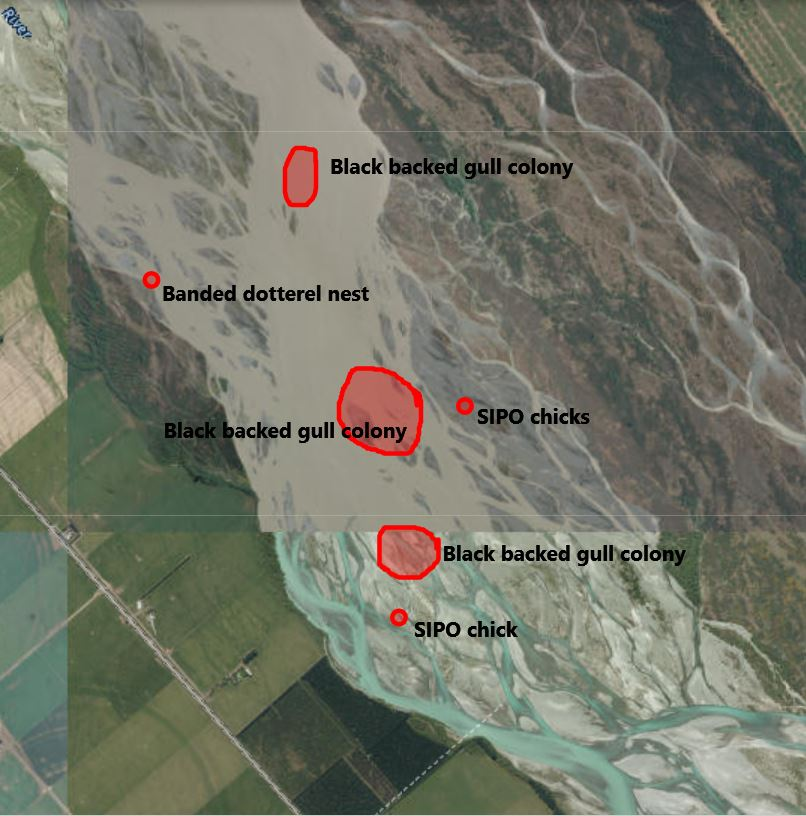 River
Black backed gull colony
Banded dotterel nest
SIPO chicks
Black backed gull colony
Black backed gull colony
SIPO chick